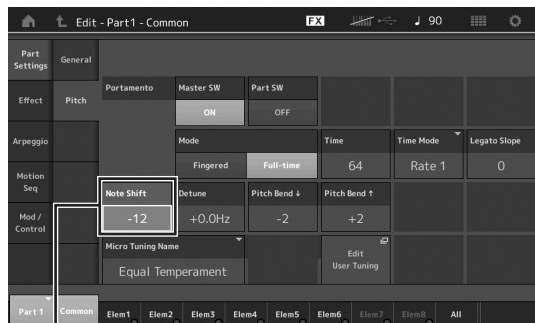 Edit - Part1 - Common FX ♩ 90
Part Settings
General
Effect
Pitch
Arpeggio
Motion Seq
Mod / Control
Portamento
Master SW
ON
Part SW
OFF
Mode
Fingered Full-time
Time
64
Time Mode
Rate 1
Legato Slope
0
Note Shift
-12
Detune
+0.0Hz
Pitch Bend ↓
-2
Pitch Bend ↑
+2
Micro Tuning Name
Equal Temperament
Edit
User Tuning
Part 1 Common Elem1 Elem2 Elem3 Elem4 Elem5 Elem6 Elem7 Elem8 All